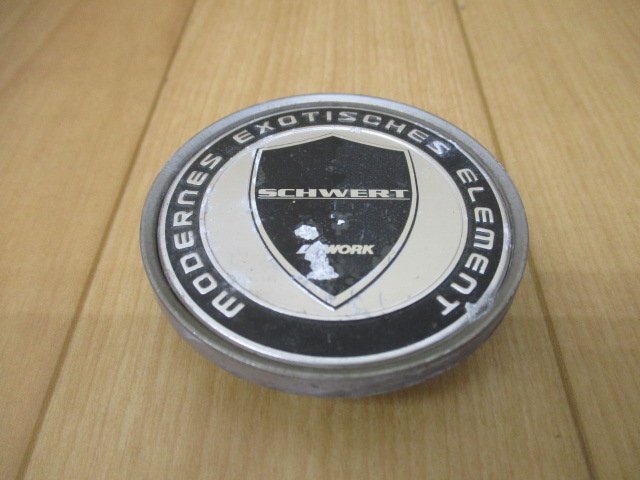 MODERNES EXOTISCHES ELEMENT
SCHWERT
WORK